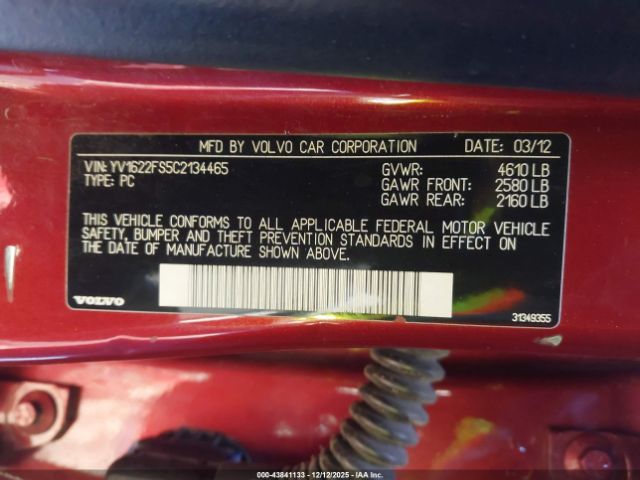 MFD BY VOLVO CAR CORPORATION DATE: 03/12
VIN: YV1622FS5C2134465 GVWR: 4610 LB
TYPE: PC GAWR FRONT: 2580 LB
GAWR REAR: 2160 LB
THIS VEHICLE CONFORMS TO ALL APPLICABLE FEDERAL MOTOR VEHICLE
SAFETY, BUMPER AND THEFT PREVENTION STANDARDS IN EFFECT ON
THE DATE OF MANUFACTURE SHOWN ABOVE.
VOLVO 31349355
000-43841133 - 12/12/2025 - IAA Inc.